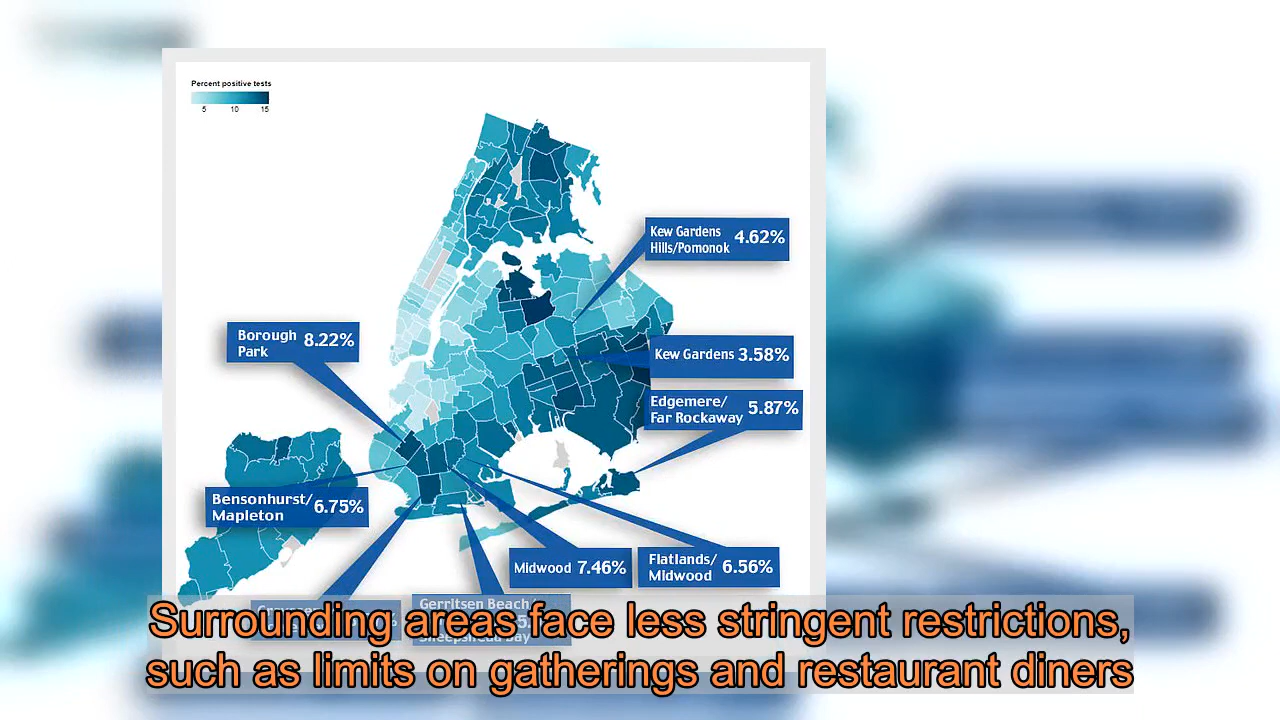 Percent positive tests
5 10 15
Kew Gardens
Hills/Pomonok 4.62%
Borough
Park 8.22%
Kew Gardens 3.58%
Edgemere/
Far Rockaway 5.87%
Bensonhurst/
Mapleton 6.75%
Midwood 7.46%
Flatlands/
Midwood 6.56%
Gerritsen Beach/
Surrounding areas face less stringent restrictions,
such as limits on gatherings and restaurant diners